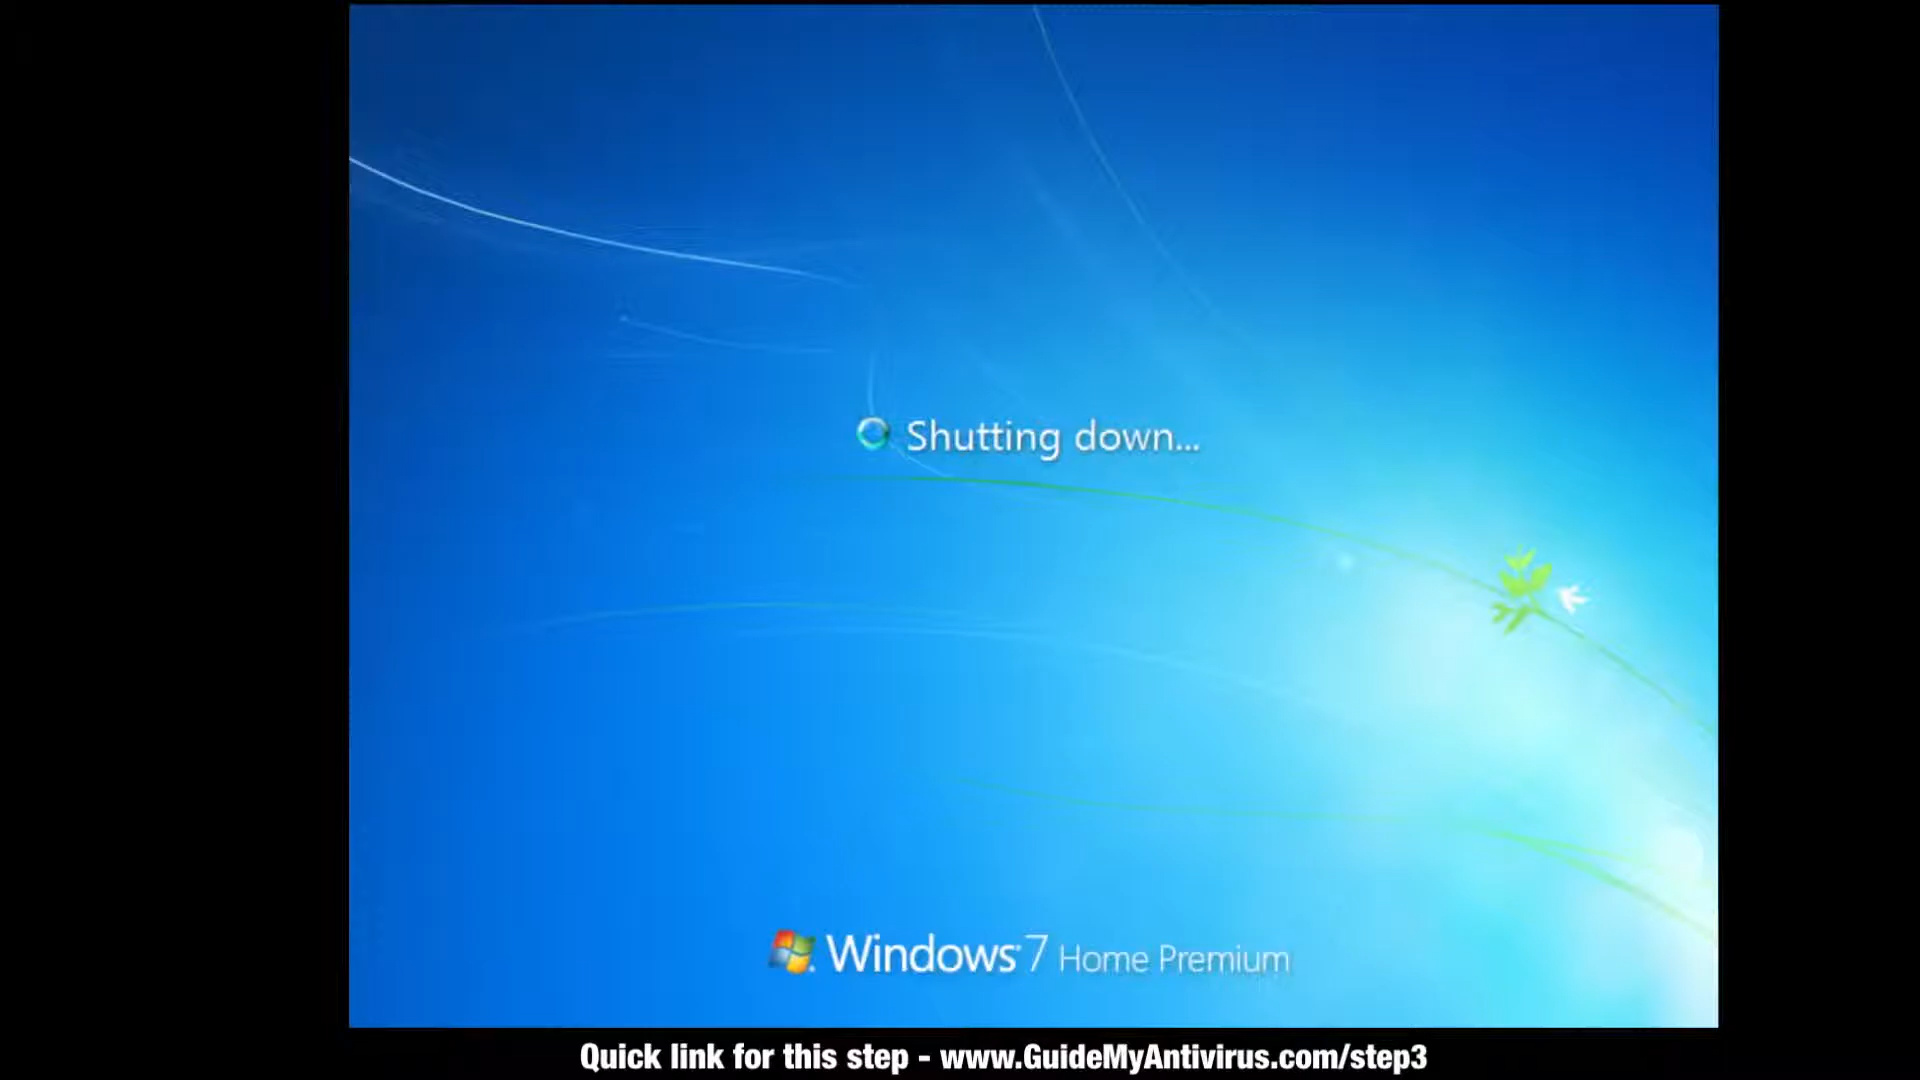 Shutting down...
Windows 7 Home Premium
Quick link for this step - www.GuideMyAntivirus.com/step3